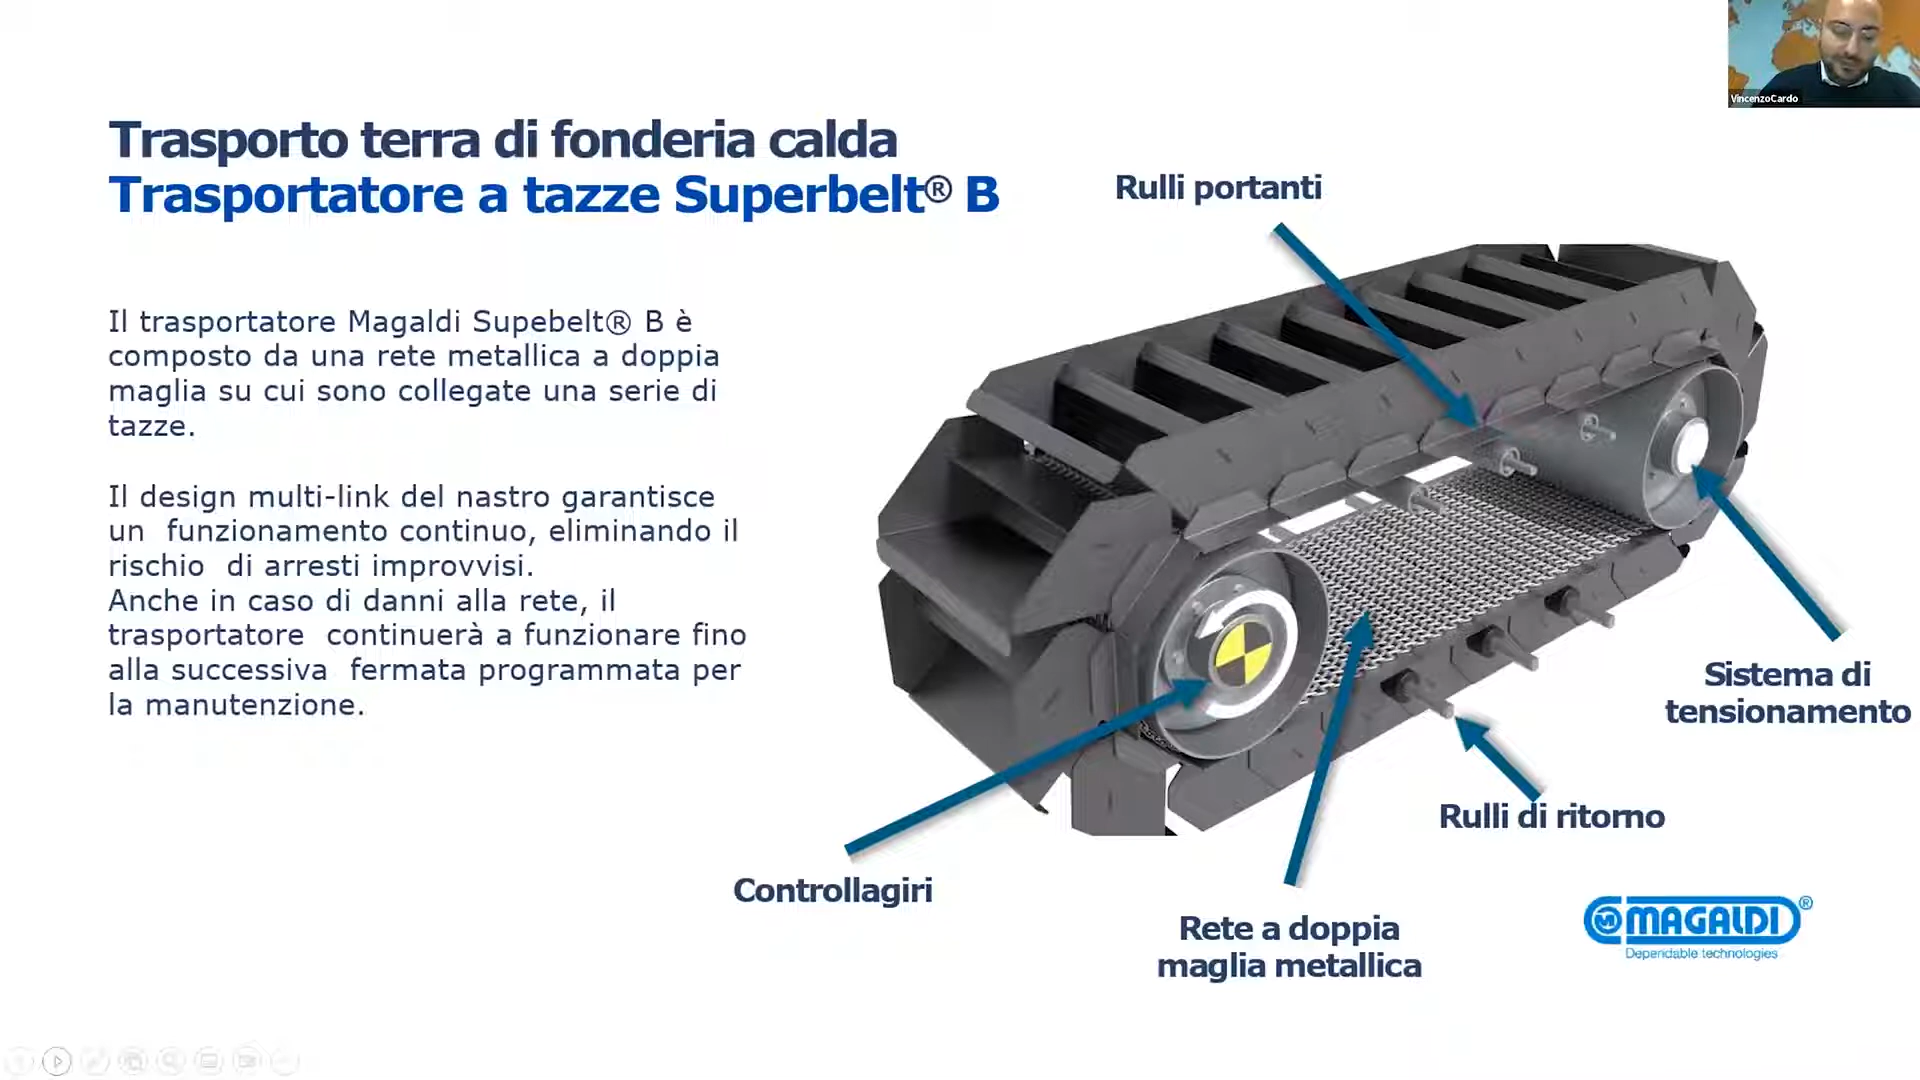 VincenzoCardo
Trasporto terra di fonderia calda
Trasportatore a tazze Superbelt® B
Rulli portanti
Il trasportatore Magaldi Supebelt® B è
composto da una rete metallica a doppia
maglia su cui sono collegate una serie di
tazze.
Il design multi-link del nastro garantisce
un funzionamento continuo, eliminando il
rischio di arresti improvvisi.
Anche in caso di danni alla rete, il
trasportatore continuerà a funzionare fino
alla successiva fermata programmata per
la manutenzione.
Sistema di
tensionamento
Rulli di ritorno
Controllagiri
Rete a doppia
maglia metallica
MAGALDI®
Dependable technologies